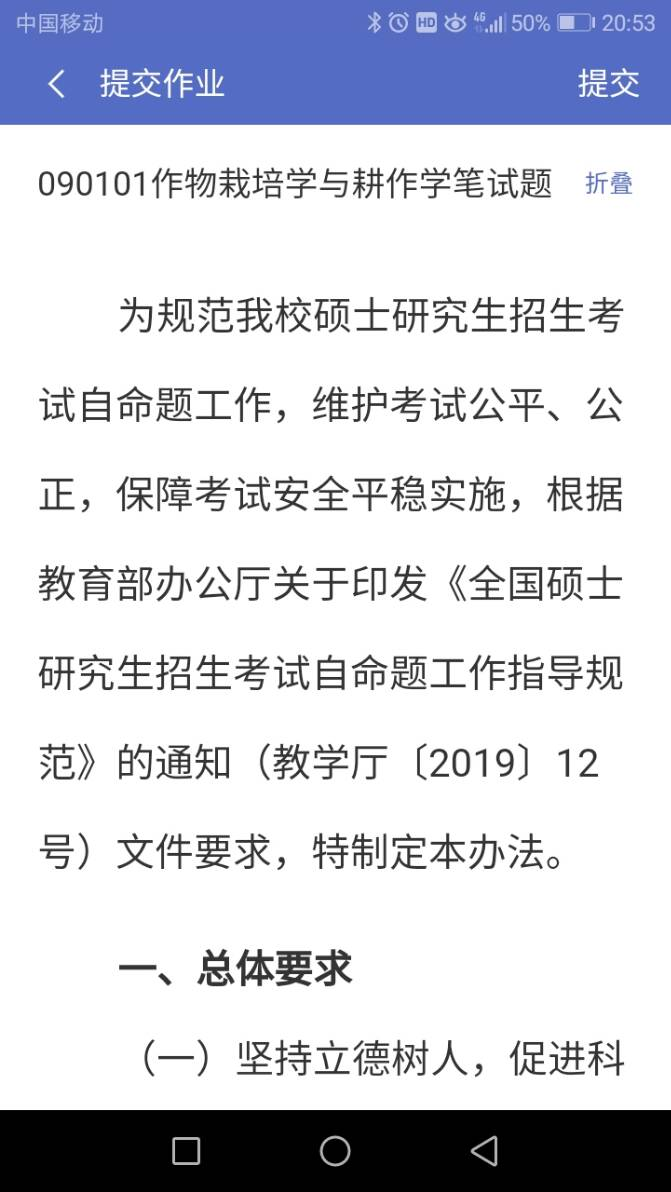 中国移动 HD 4G 50% 20:53
提交作业 提交
090101作物栽培学与耕作学笔试题 折叠
为规范我校硕士研究生招生考
试自命题工作，维护考试公平、公
正，保障考试安全平稳实施，根据
教育部办公厅关于印发《全国硕士
研究生招生考试自命题工作指导规
范》的通知（教学厅〔2019〕12
号）文件要求，特制定本办法。
一、总体要求
（一）坚持立德树人，促进科